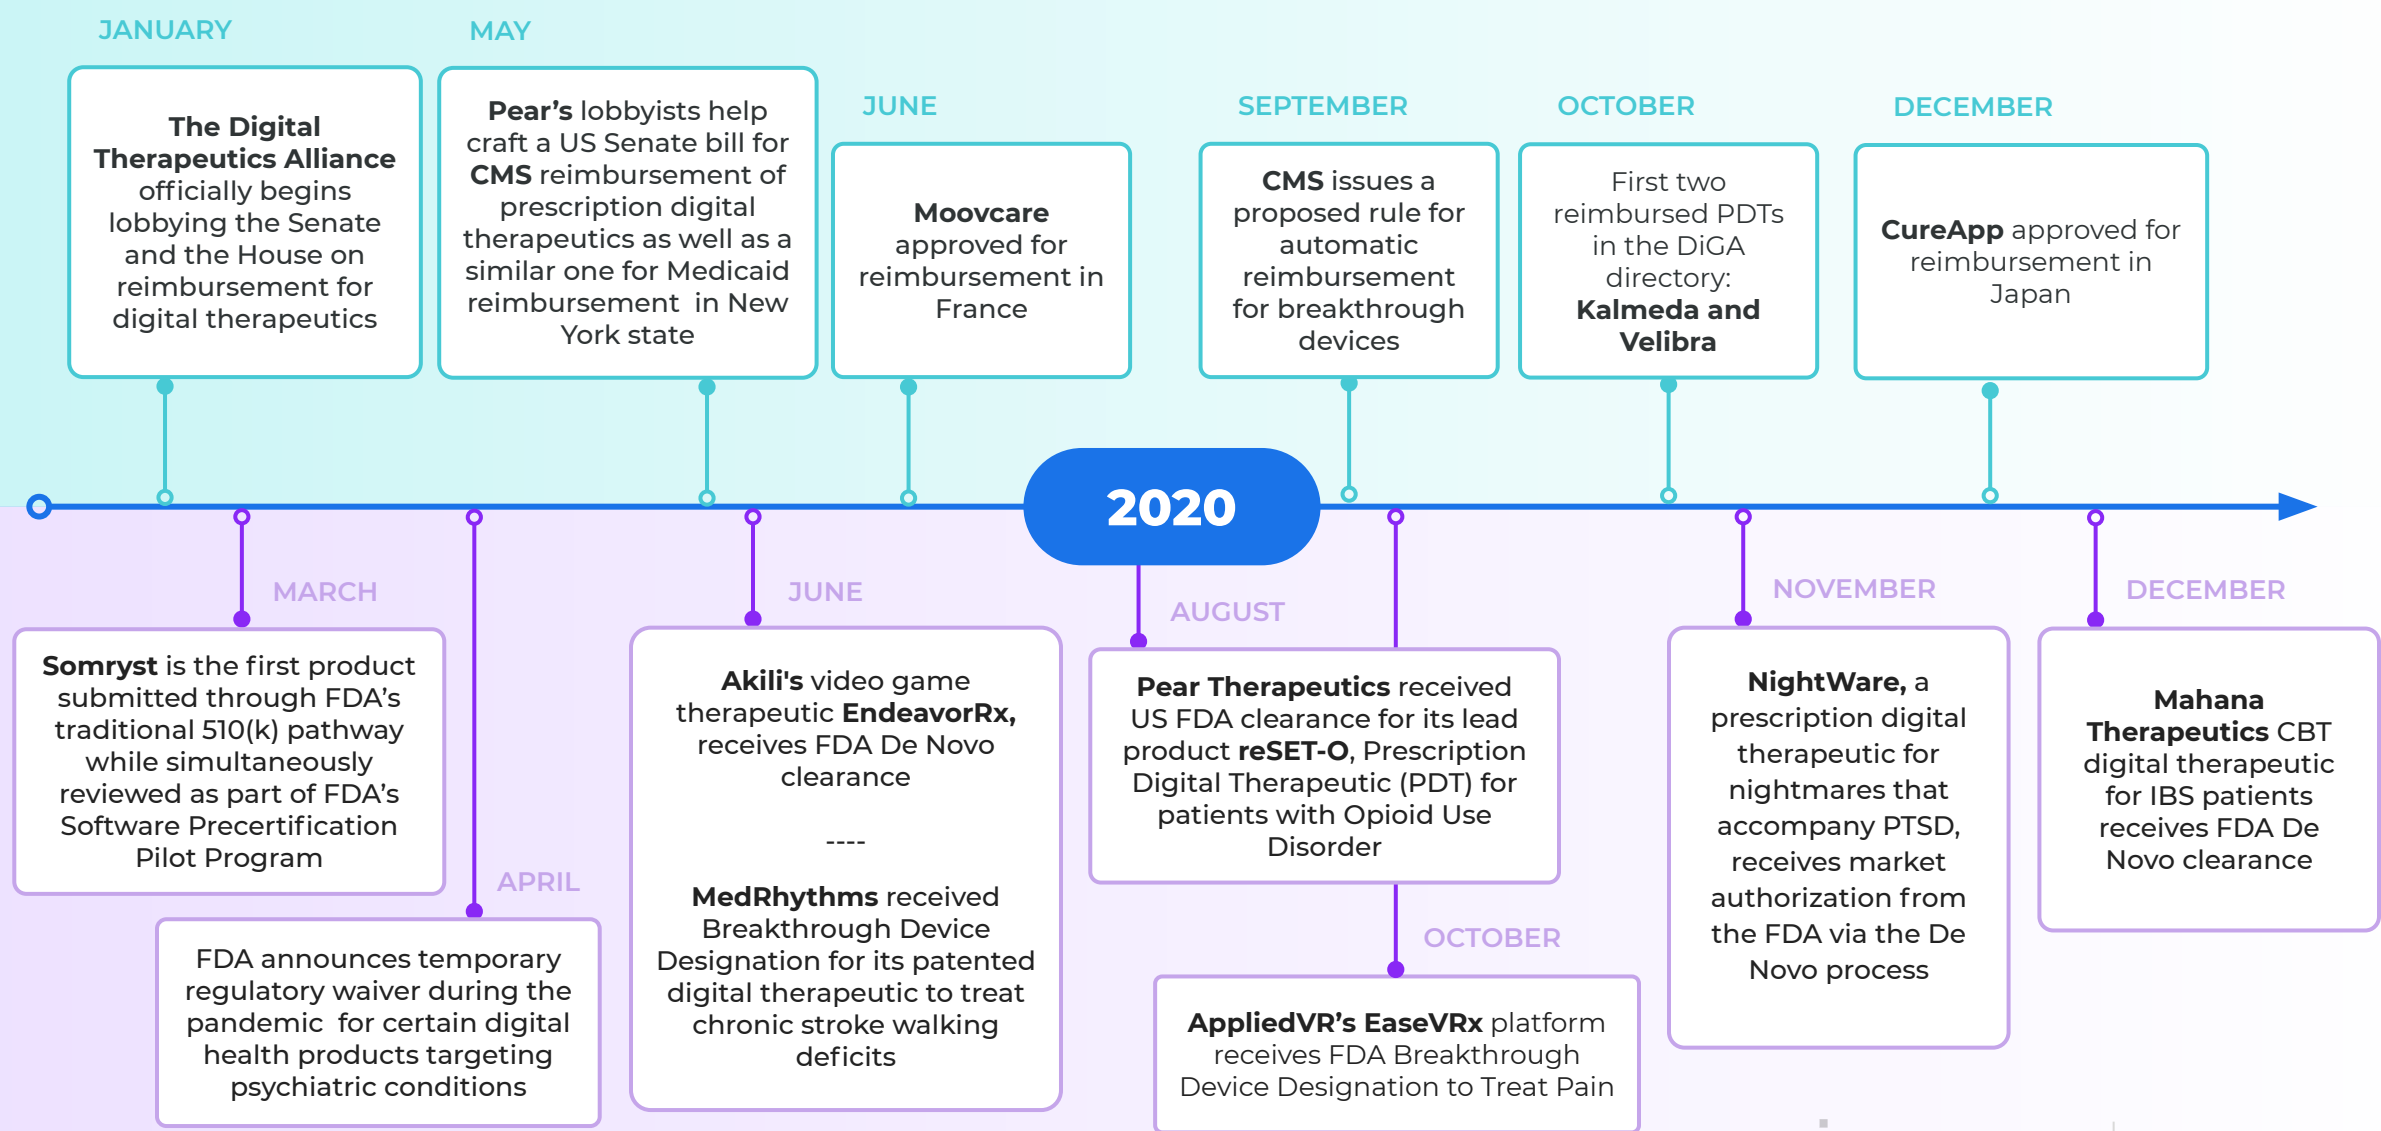 JANUARY
The Digital
Therapeutics Alliance
officially begins
lobbying the Senate
and the House on
reimbursement for
digital therapeutics
MAY
Pear’s lobbyists help
craft a US Senate bill for
CMS reimbursement of
prescription digital
therapeutics as well as a
similar one for Medicaid
reimbursement in New
York state
JUNE
Moovcare
approved for
reimbursement in
France
SEPTEMBER
CMS issues a
proposed rule for
automatic
reimbursement
for breakthrough
devices
OCTOBER
First two
reimbursed PDTs
in the DiGA
directory:
Kalmeda and
Velibra
DECEMBER
CureApp approved for
reimbursement in
Japan
2020
MARCH
Somryst is the first product
submitted through FDA’s
traditional 510(k) pathway
while simultaneously
reviewed as part of FDA’s
Software Precertification
Pilot Program
APRIL
FDA announces temporary
regulatory waiver during the
pandemic for certain digital
health products targeting
psychiatric conditions
JUNE
Akili's video game
therapeutic EndeavorRx,
receives FDA De Novo
clearance
----
MedRhythms received
Breakthrough Device
Designation for its patented
digital therapeutic to treat
chronic stroke walking
deficits
AUGUST
Pear Therapeutics received
US FDA clearance for its lead
product reSET-O, Prescription
Digital Therapeutic (PDT) for
patients with Opioid Use
Disorder
OCTOBER
AppliedVR’s EaseVRx platform
receives FDA Breakthrough
Device Designation to Treat Pain
NOVEMBER
NightWare, a
prescription digital
therapeutic for
nightmares that
accompany PTSD,
receives market
authorization from
the FDA via the De
Novo process
DECEMBER
Mahana
Therapeutics CBT
digital therapeutic
for IBS patients
receives FDA De
Novo clearance